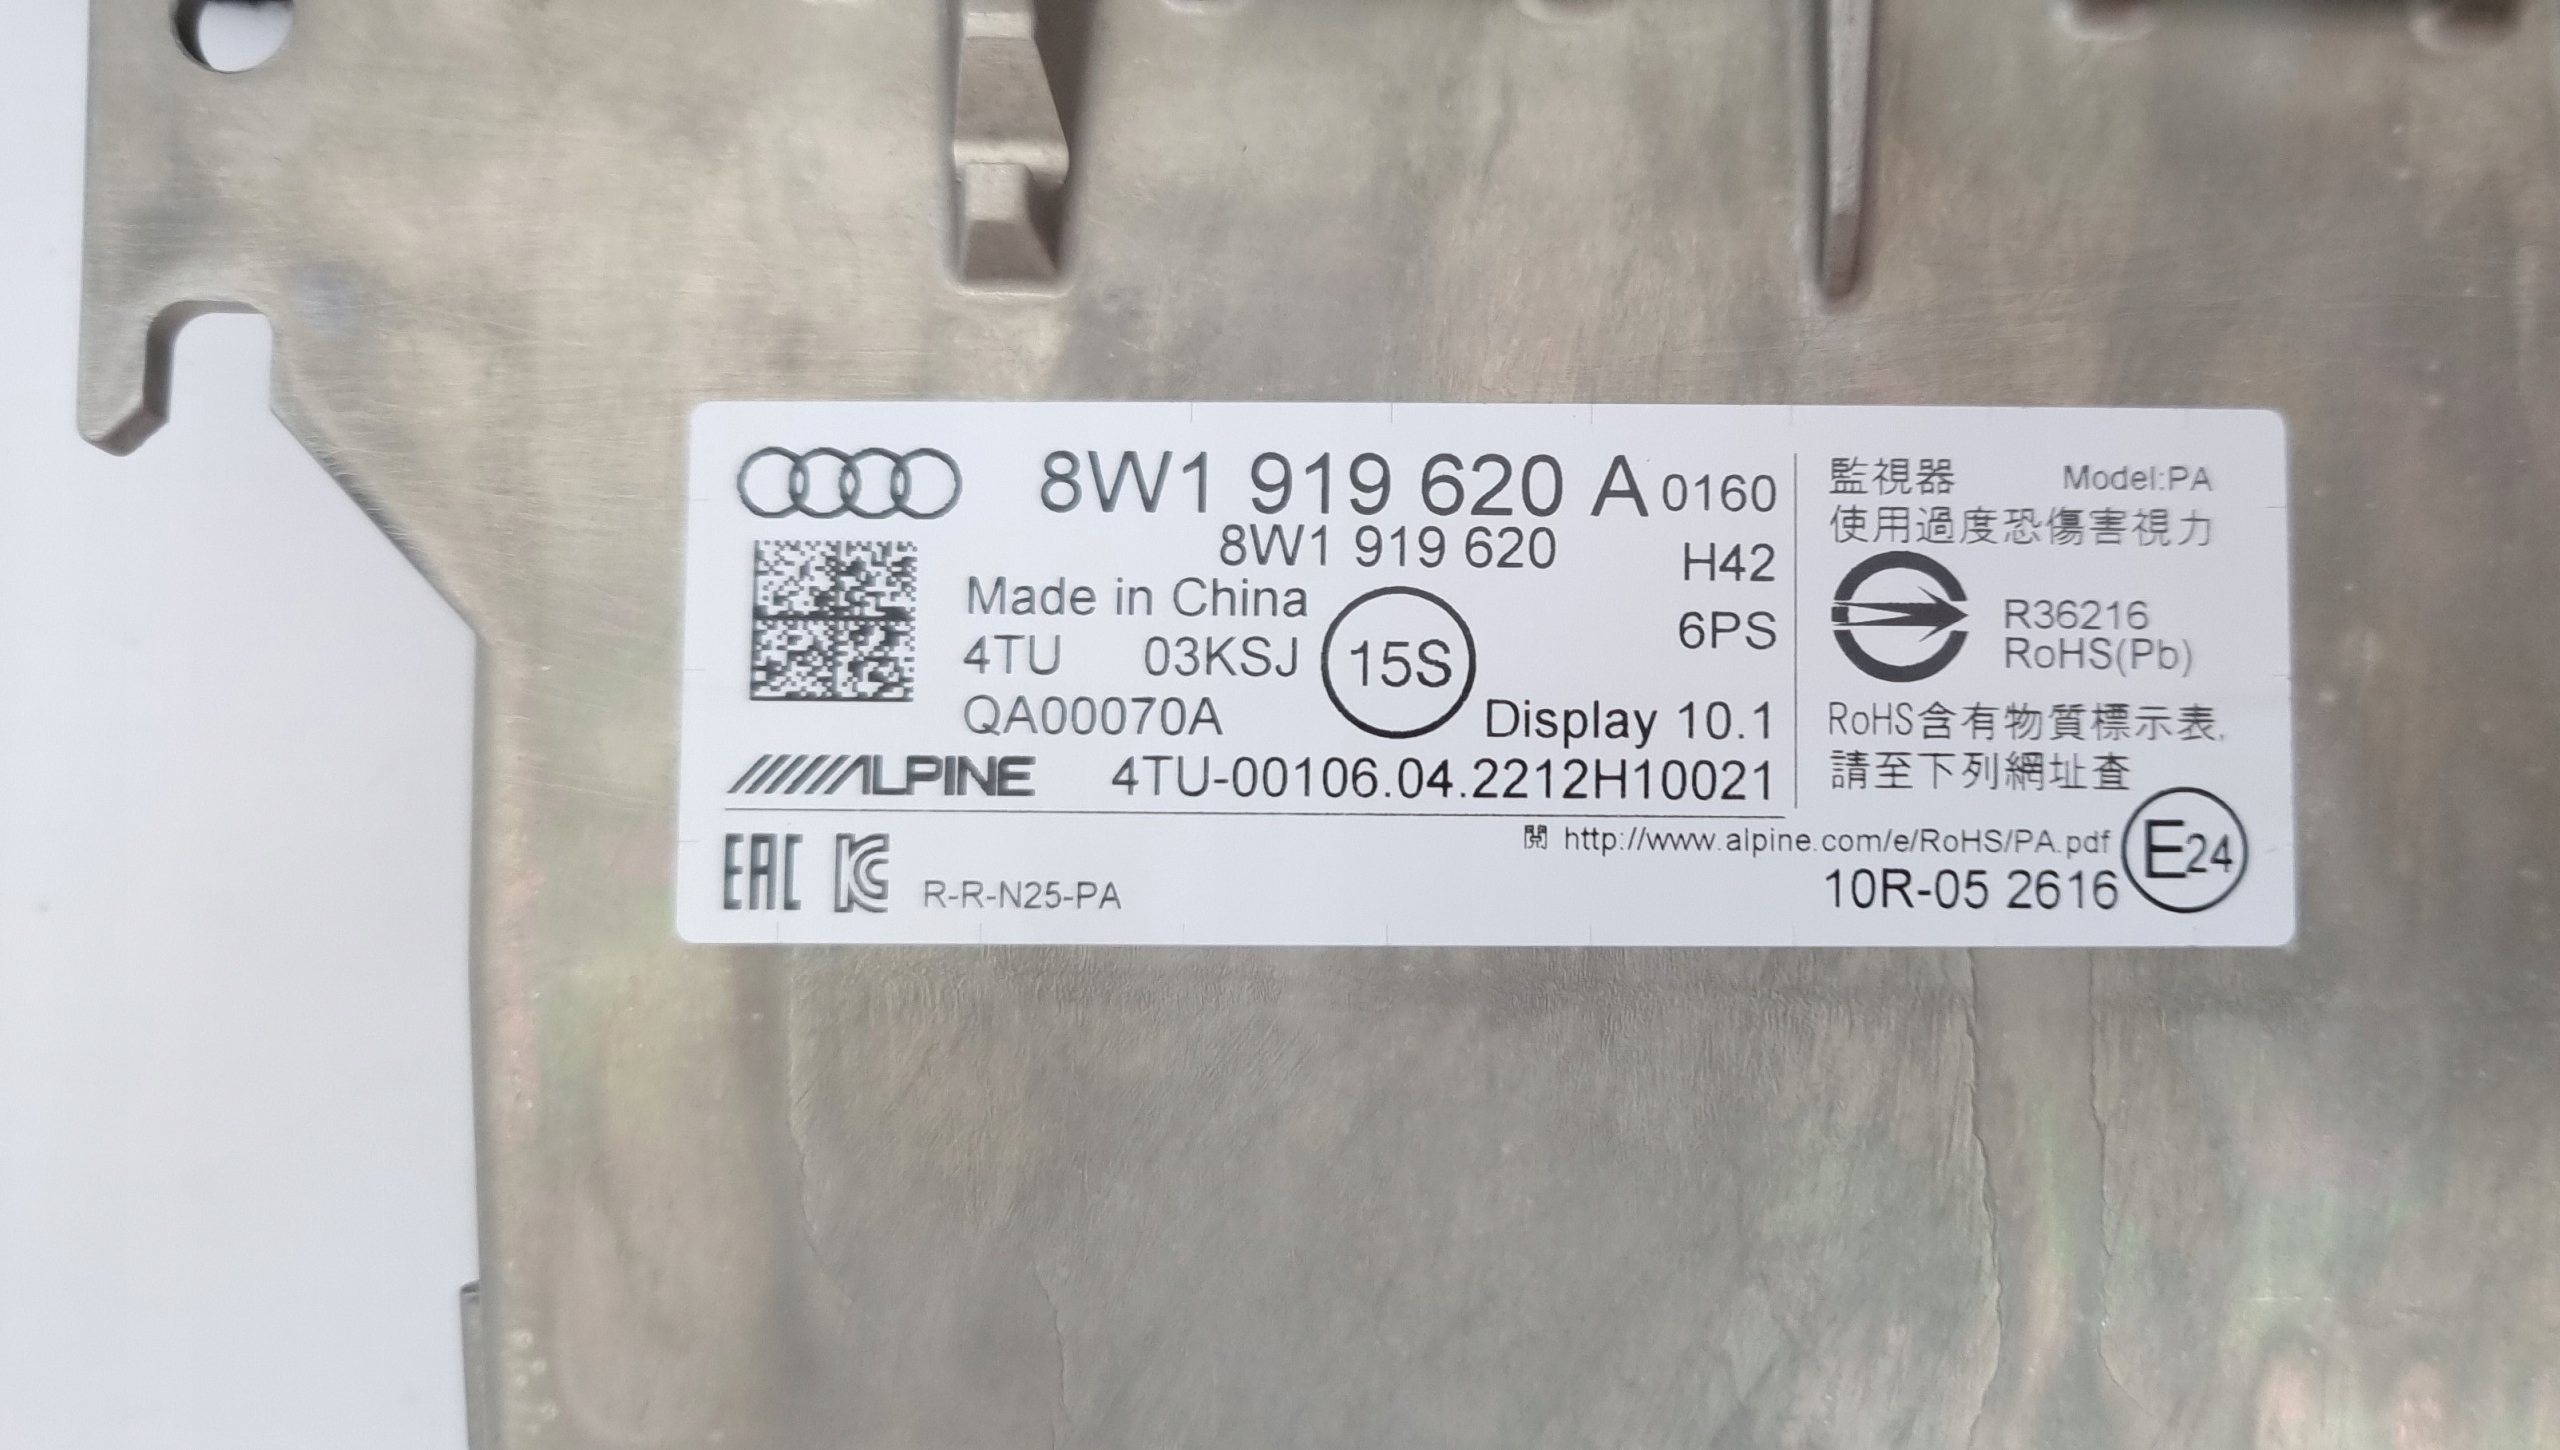 8W1 919 620 A 0160
8W1 919 620
H42
Made in China
6PS
4TU 03KSJ 15S
QA00070A
Display 10.1
ALPINE 4TU-00106.04.2212H10021
監視器 Model:PA
使用過度恐傷害視力
R36216
RoHS(Pb)
RoHS含有物質標示表,
請至下列網址查
閱 http://www.alpine.com/e/RoHS/PA.pdf
EAC KC R-R-N25-PA
10R-05 2616 E24